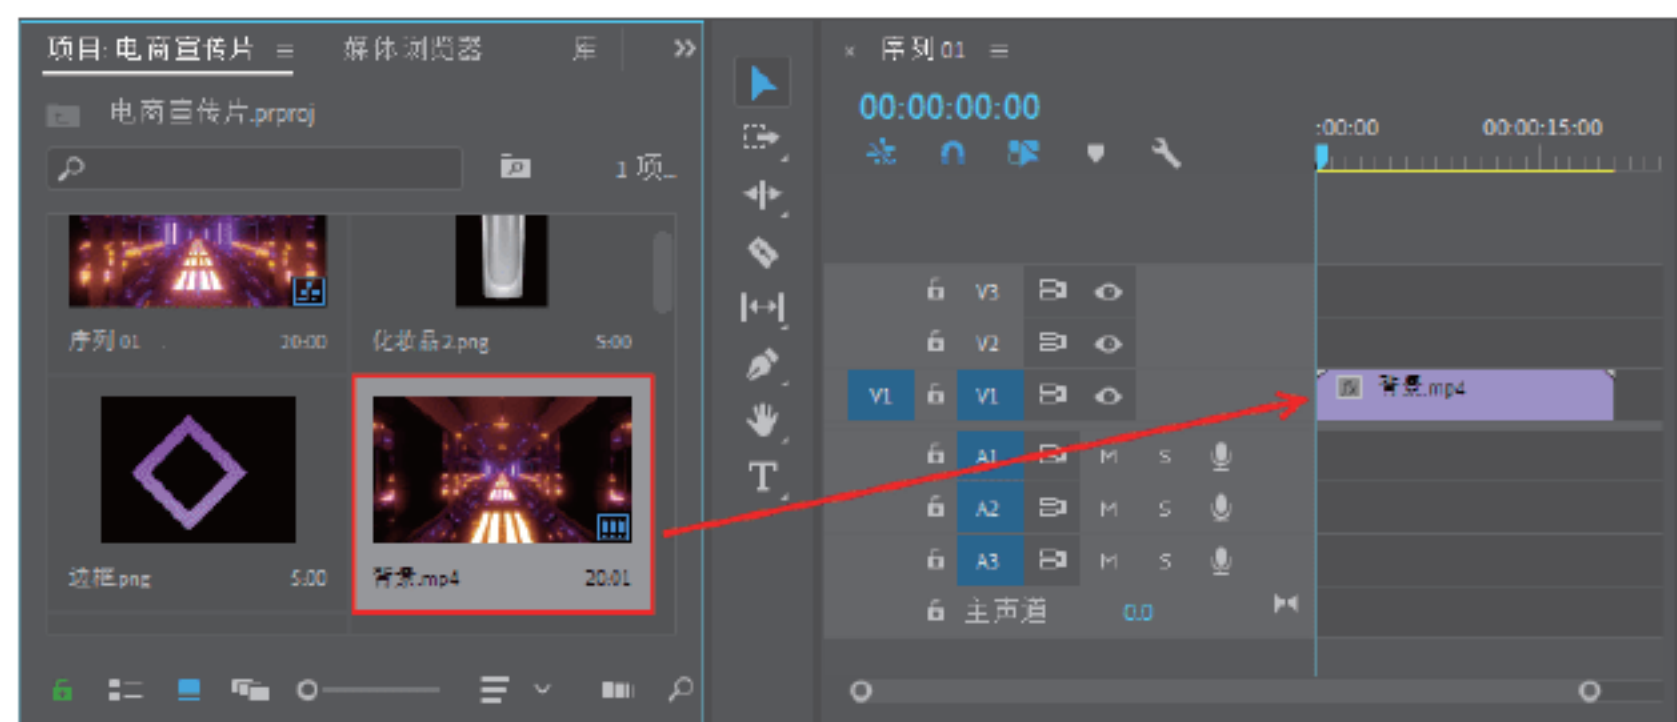 项目: 电商宣传片
媒体浏览器
库
电商宣传片.prproj
1 项...
序列 01
20:00
化妆品2.png
5:00
边框.png
5:00
背景.mp4
20:01
T
× 序列 01
00:00:00:00
:00:00
00:00:15:00
V3
V2
V1 V1
fx 背景.mp4
A1 M S
A2 M S
A3 M S
主声道 0.0